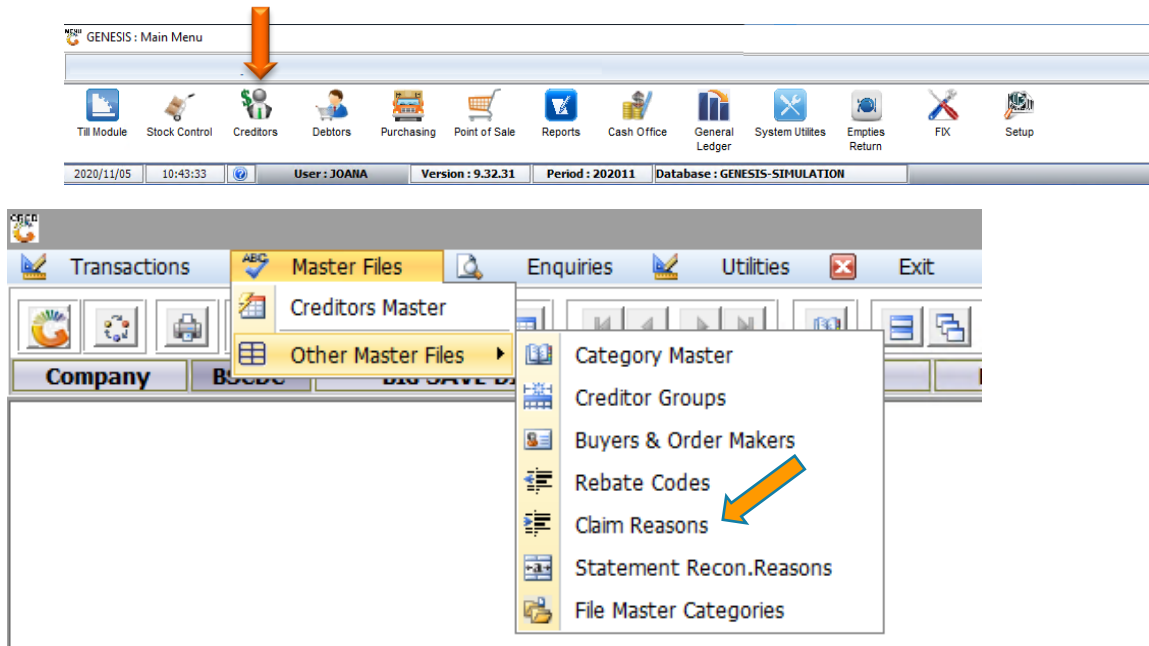 MENU
GENESIS : Main Menu
Till Module Stock Control Creditors Debtors Purchasing Point of Sale Reports Cash Office General Ledger System Utilites Empties Return FIX Setup
2020/11/05 10:43:33 User : JOANA Version : 9.32.31 Period : 202011 Database : GENESIS-SIMULATION
CRED
Transactions ABC Master Files Enquiries Utilities Exit
Creditors Master
Other Master Files
Company
Category Master
Creditor Groups
Buyers & Order Makers
Rebate Codes
Claim Reasons
Statement Recon.Reasons
File Master Categories